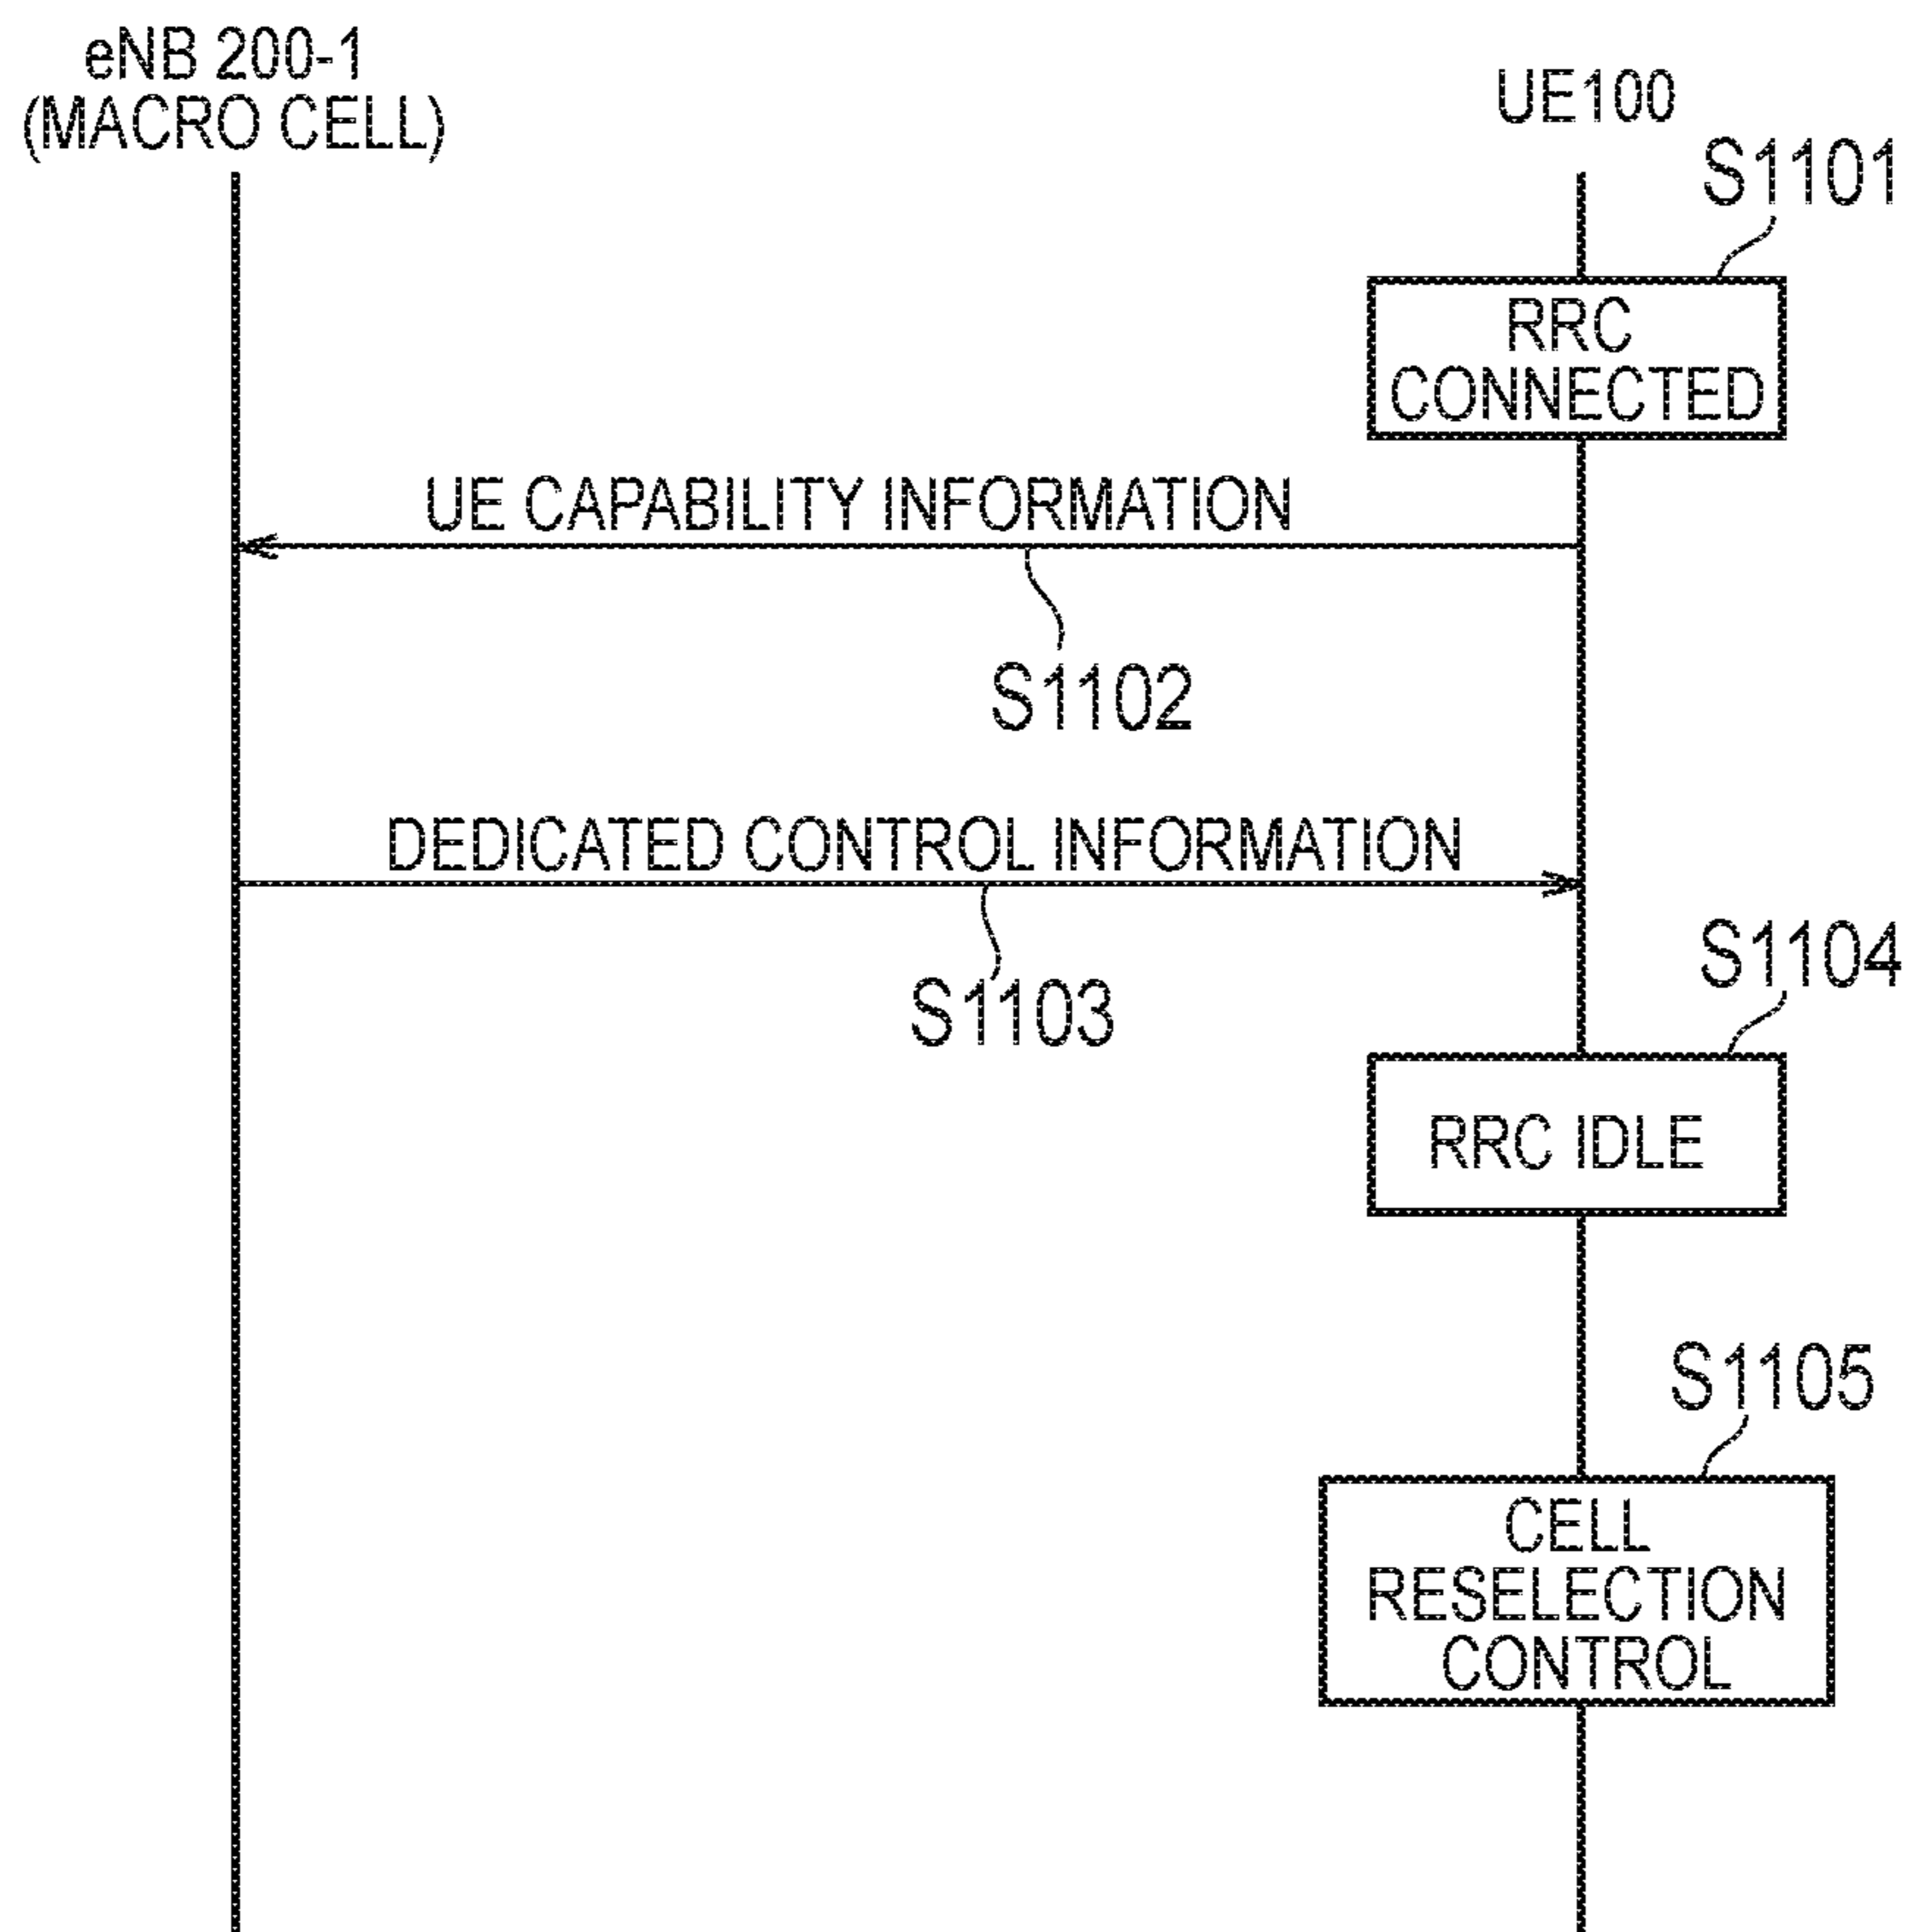 eNB 200-1
(MACRO CELL)
UE100
S1101
RRC
CONNECTED
UE CAPABILITY INFORMATION
S1102
DEDICATED CONTROL INFORMATION
S1103
S1104
RRC IDLE
S1105
CELL
RESELECTION
CONTROL